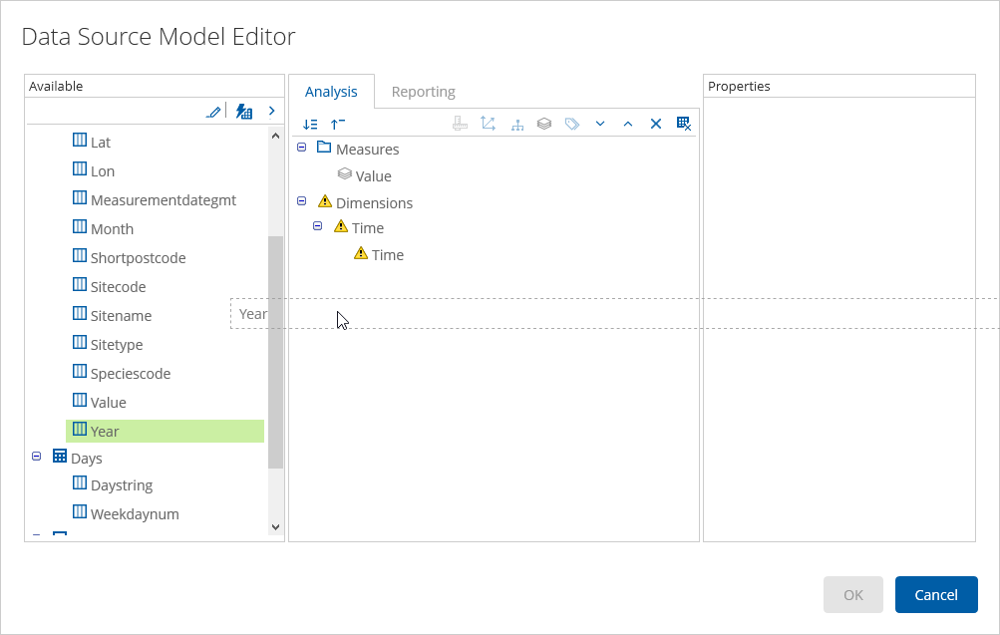 Data Source Model Editor
Available
Lat
Lon
Measurementdategmt
Month
Shortpostcode
Sitecode
Sitename
Sitetype
Speciescode
Value
Year
Days
Daystring
Weekdaynum
Analysis
Reporting
Measures
Value
Dimensions
Time
Time
Year
Properties
OK
Cancel